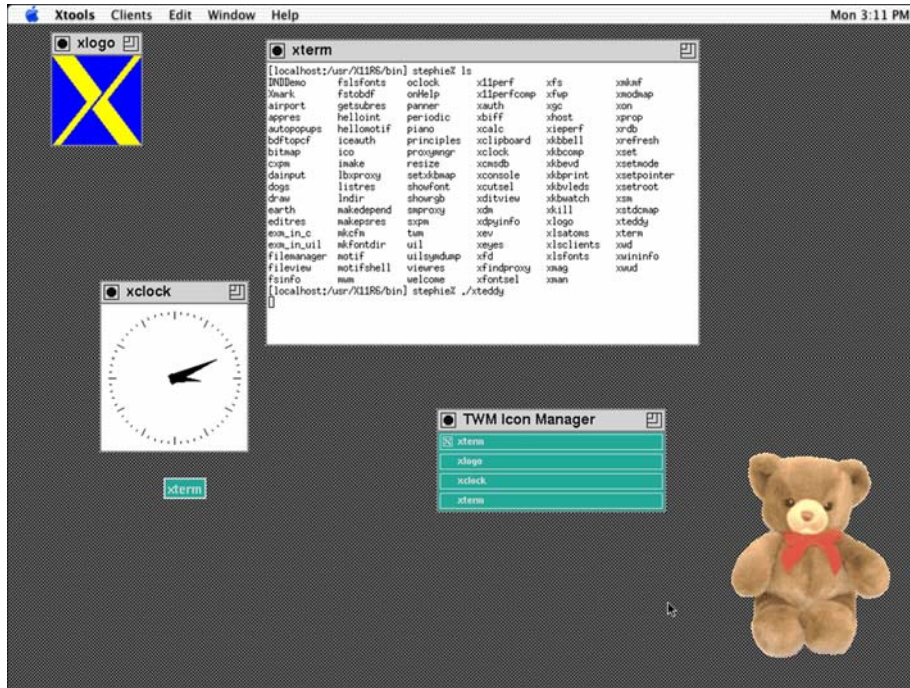 Xtools Clients Edit Window Help Mon 3:11 PM
xlogo
xterm
[localhost:/usr/X11R6/bin] stephie% ls
DNDDemo fslsfonts oclock x11perf xfs xmkmf
Xmark fstobdf onHelp x11perfcomp xfwp xmodmap
airport getsubres panner xauth xgc xon
appres helloint periodic xbiff xhost xprop
autopopups hellomotif piano xcalc xieperf xrdb
bdftopcf iceauth principles xclipboard xkbbell xrefresh
bitmap ico proxymngr xclock xkbcomp xset
cxpm imake resize xcmsdb xkbevd xsetmode
dainput lbxproxy setxkbmap xconsole xkbprint xsetpointer
dogs listres showfont xcutsel xkbvleds xsetroot
draw lndir showrgb xditview xkbwatch xsm
earth makedepend smproxy xdm xkill xstdcmap
editres makepsres sxpm xdpyinfo xlogo xteddy
exm_in_c mkcfm twm xev xlsatoms xterm
exm_in_uil mkfontdir uil xeyes xlsclients xwd
filemanager motif uilsymdump xfd xlsfonts xwininfo
fileview motifshell viewres xfindproxy xmag xwud
fsinfo mwm welcome xfontsel xman
[localhost:/usr/X11R6/bin] stephie% ./xteddy
xclock
TWM Icon Manager
xterm
xlogo
xclock
xterm
xterm